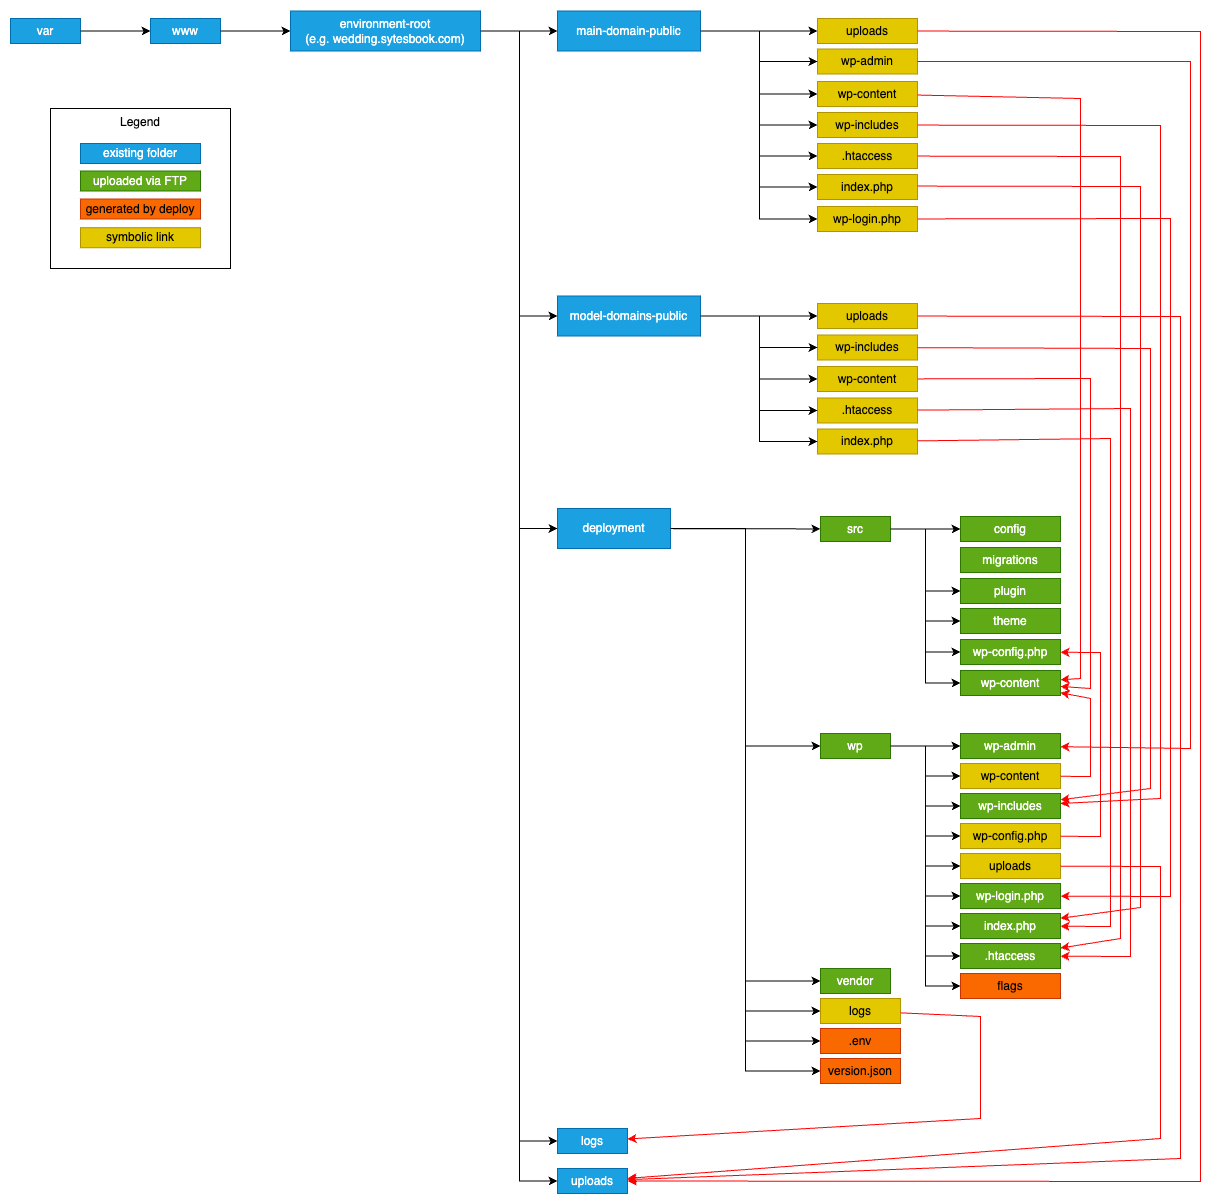 var
www
environment-root
(e.g. wedding.sytesbook.com)
main-domain-public
uploads
wp-admin
wp-content
wp-includes
.htaccess
index.php
wp-login.php
Legend
existing folder
uploaded via FTP
generated by deploy
symbolic link
model-domains-public
uploads
wp-includes
wp-content
.htaccess
index.php
deployment
src
config
migrations
plugin
theme
wp-config.php
wp-content
wp
wp-admin
wp-content
wp-includes
wp-config.php
uploads
wp-login.php
index.php
.htaccess
flags
vendor
logs
.env
version.json
logs
uploads